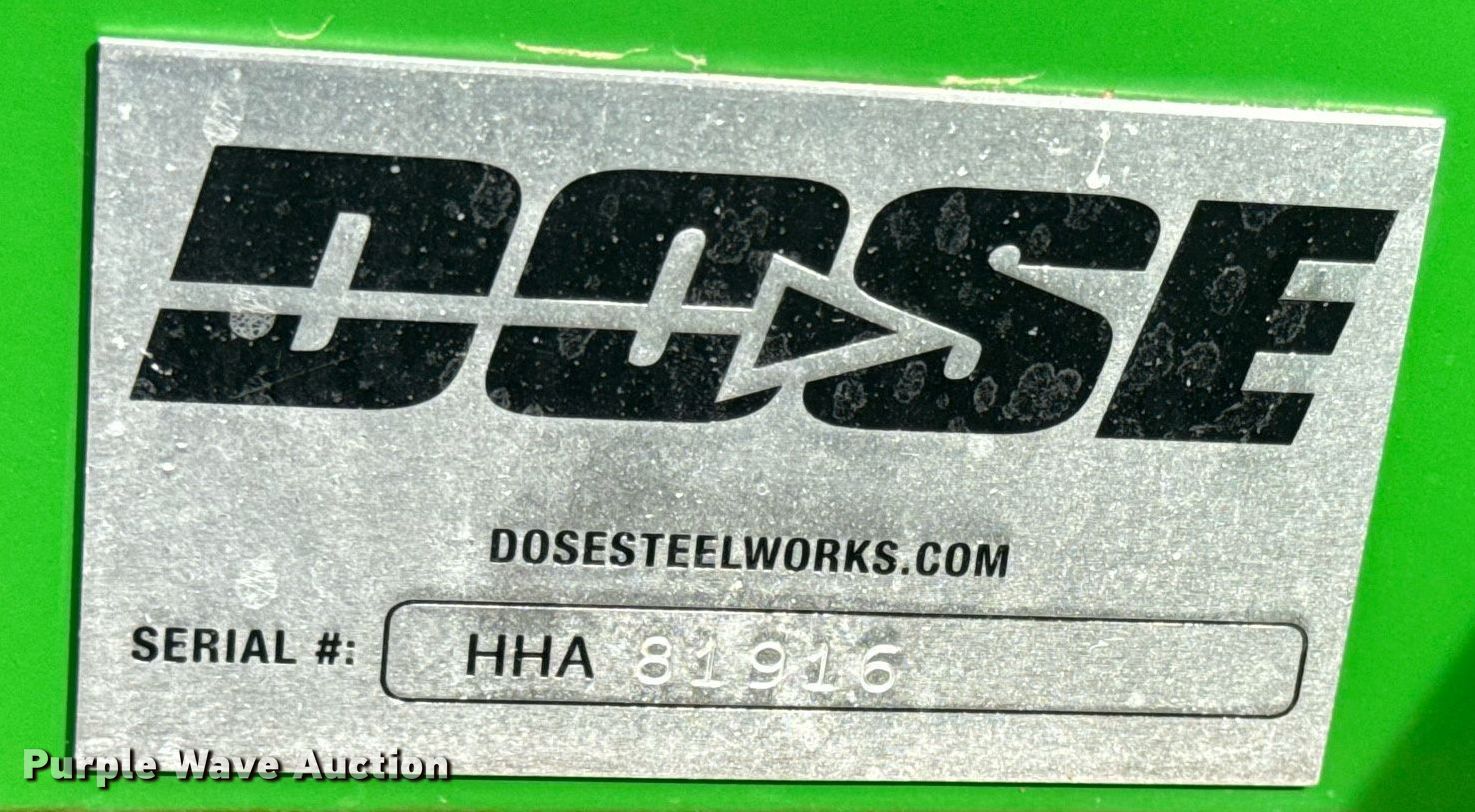 DOSE
DOSESTEELWORKS.COM
SERIAL #: HHA 81916
Purple Wave Auction